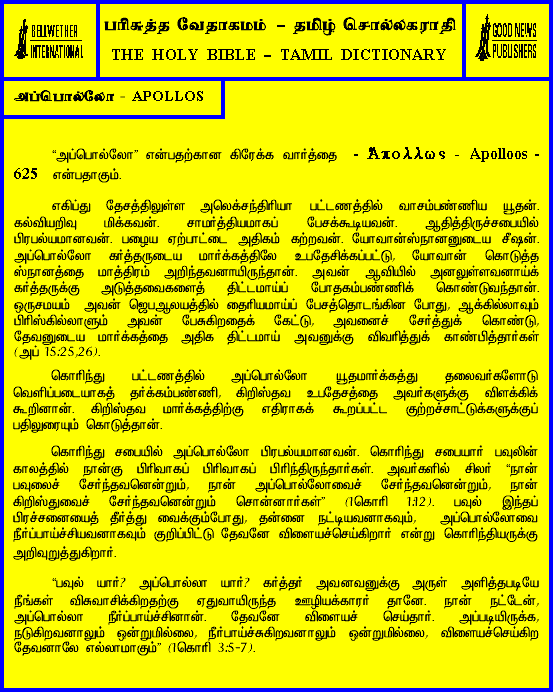 BELLWETHER
INTERNATIONAL
பரிசுத்த வேதாகமம் – தமிழ் சொல்லகராதி
THE HOLY BIBLE – TAMIL DICTIONARY
GOOD NEWS
PUBLISHERS
அப்பொல்லோ - APOLLOS
“அப்பொல்லோ” என்பதற்கான கிரேக்க வார்த்தை - Ἀπολλως - Apolloos -
625 என்பதாகும்.
எகிப்து தேசத்திலுள்ள அலெக்சந்திரியா பட்டணத்தில் வாசம்பண்ணிய யூதன்.
கல்வியறிவு மிக்கவன். சாமர்த்தியமாகப் பேசக்கூடியவன். ஆதித்திருச்சபையில்
பிரபல்யமானவன். பழைய ஏற்பாட்டை அதிகம் கற்றவன். யோவான்ஸ்நானனுடைய சீஷன்.
அப்பொல்லோ கர்த்தருடைய மார்க்கத்திலே உபதேசிக்கப்பட்டு, யோவான் கொடுத்த
ஸ்நானத்தை மாத்திரம் அறிந்தவனாயிருந்தான். அவன் ஆவியில் அனலுள்ளவனாய்க்
கர்த்தருக்கு அடுத்தவைகளைத் திட்டமாய்ப் போதகம்பண்ணிக் கொண்டுவந்தான்.
ஒருசமயம் அவன் ஜெபஆலயத்தில் தைரியமாய்ப் பேசத்தொடங்கின போது, ஆக்கில்லாவும்
பிரிஸ்கில்லாளும் அவன் பேசுகிறதைக் கேட்டு, அவனைச் சேர்த்துக் கொண்டு,
தேவனுடைய மார்க்கத்தை அதிக திட்டமாய் அவனுக்கு விவரித்துக் காண்பித்தார்கள்
(அப் 15:25,26).
கொரிந்து பட்டணத்தில் அப்பொல்லோ யூதமார்க்கத்து தலைவர்களோடு
வெளிப்படையாகத் தர்க்கம்பண்ணி, கிறிஸ்தவ உபதேசத்தை அவர்களுக்கு விளக்கிக்
கூறினான். கிறிஸ்தவ மார்க்கத்திற்கு எதிராகக் கூறப்பட்ட குற்றச்சாட்டுக்களுக்குப்
பதிலுரையும் கொடுத்தான்.
கொரிந்து சபையில் அப்பொல்லோ பிரபல்யமானவன். கொரிந்து சபையார் பவுலின்
காலத்தில் நான்கு பிரிவாகப் பிரிவாகப் பிரிந்திருந்தார்கள். அவர்களில் சிலர் “நான்
பவுலைச் சேர்ந்தவனென்றும், நான் அப்பொல்லோவைச் சேர்ந்தவனென்றும், நான்
கிறிஸ்துவைச் சேர்ந்தவனென்றும் சொன்னார்கள்” (1கொரி 1:12). பவுல் இந்தப்
பிரச்சனையைத் தீர்த்து வைக்கும்போது, தன்னை நட்டியவனாகவும், அப்பொல்லோவை
நீர்ப்பாய்ச்சியவனாகவும் குறிப்பிட்டு தேவனே விளையச்செய்கிறார் என்று கொரிந்தியருக்கு
அறிவுறுத்துகிறார்.
“பவுல் யார்? அப்பொல்லா யார்? கர்த்தர் அவனவனுக்கு அருள் அளித்தபடியே
நீங்கள் விசுவாசிக்கிறதற்கு ஏதுவாயிருந்த ஊழியக்காரர் தானே. நான் நட்டேன்,
அப்பொல்லா நீர்ப்பாய்ச்சினான். தேவனே விளையச் செய்தார். அப்படியிருக்க,
நடுகிறவனாலும் ஒன்றுமில்லை, நீர்பாய்ச்சுகிறவனாலும் ஒன்றுமில்லை, விளையச்செய்கிற
தேவனாலே எல்லாமாகும்” (1கொரி 3:5-7).